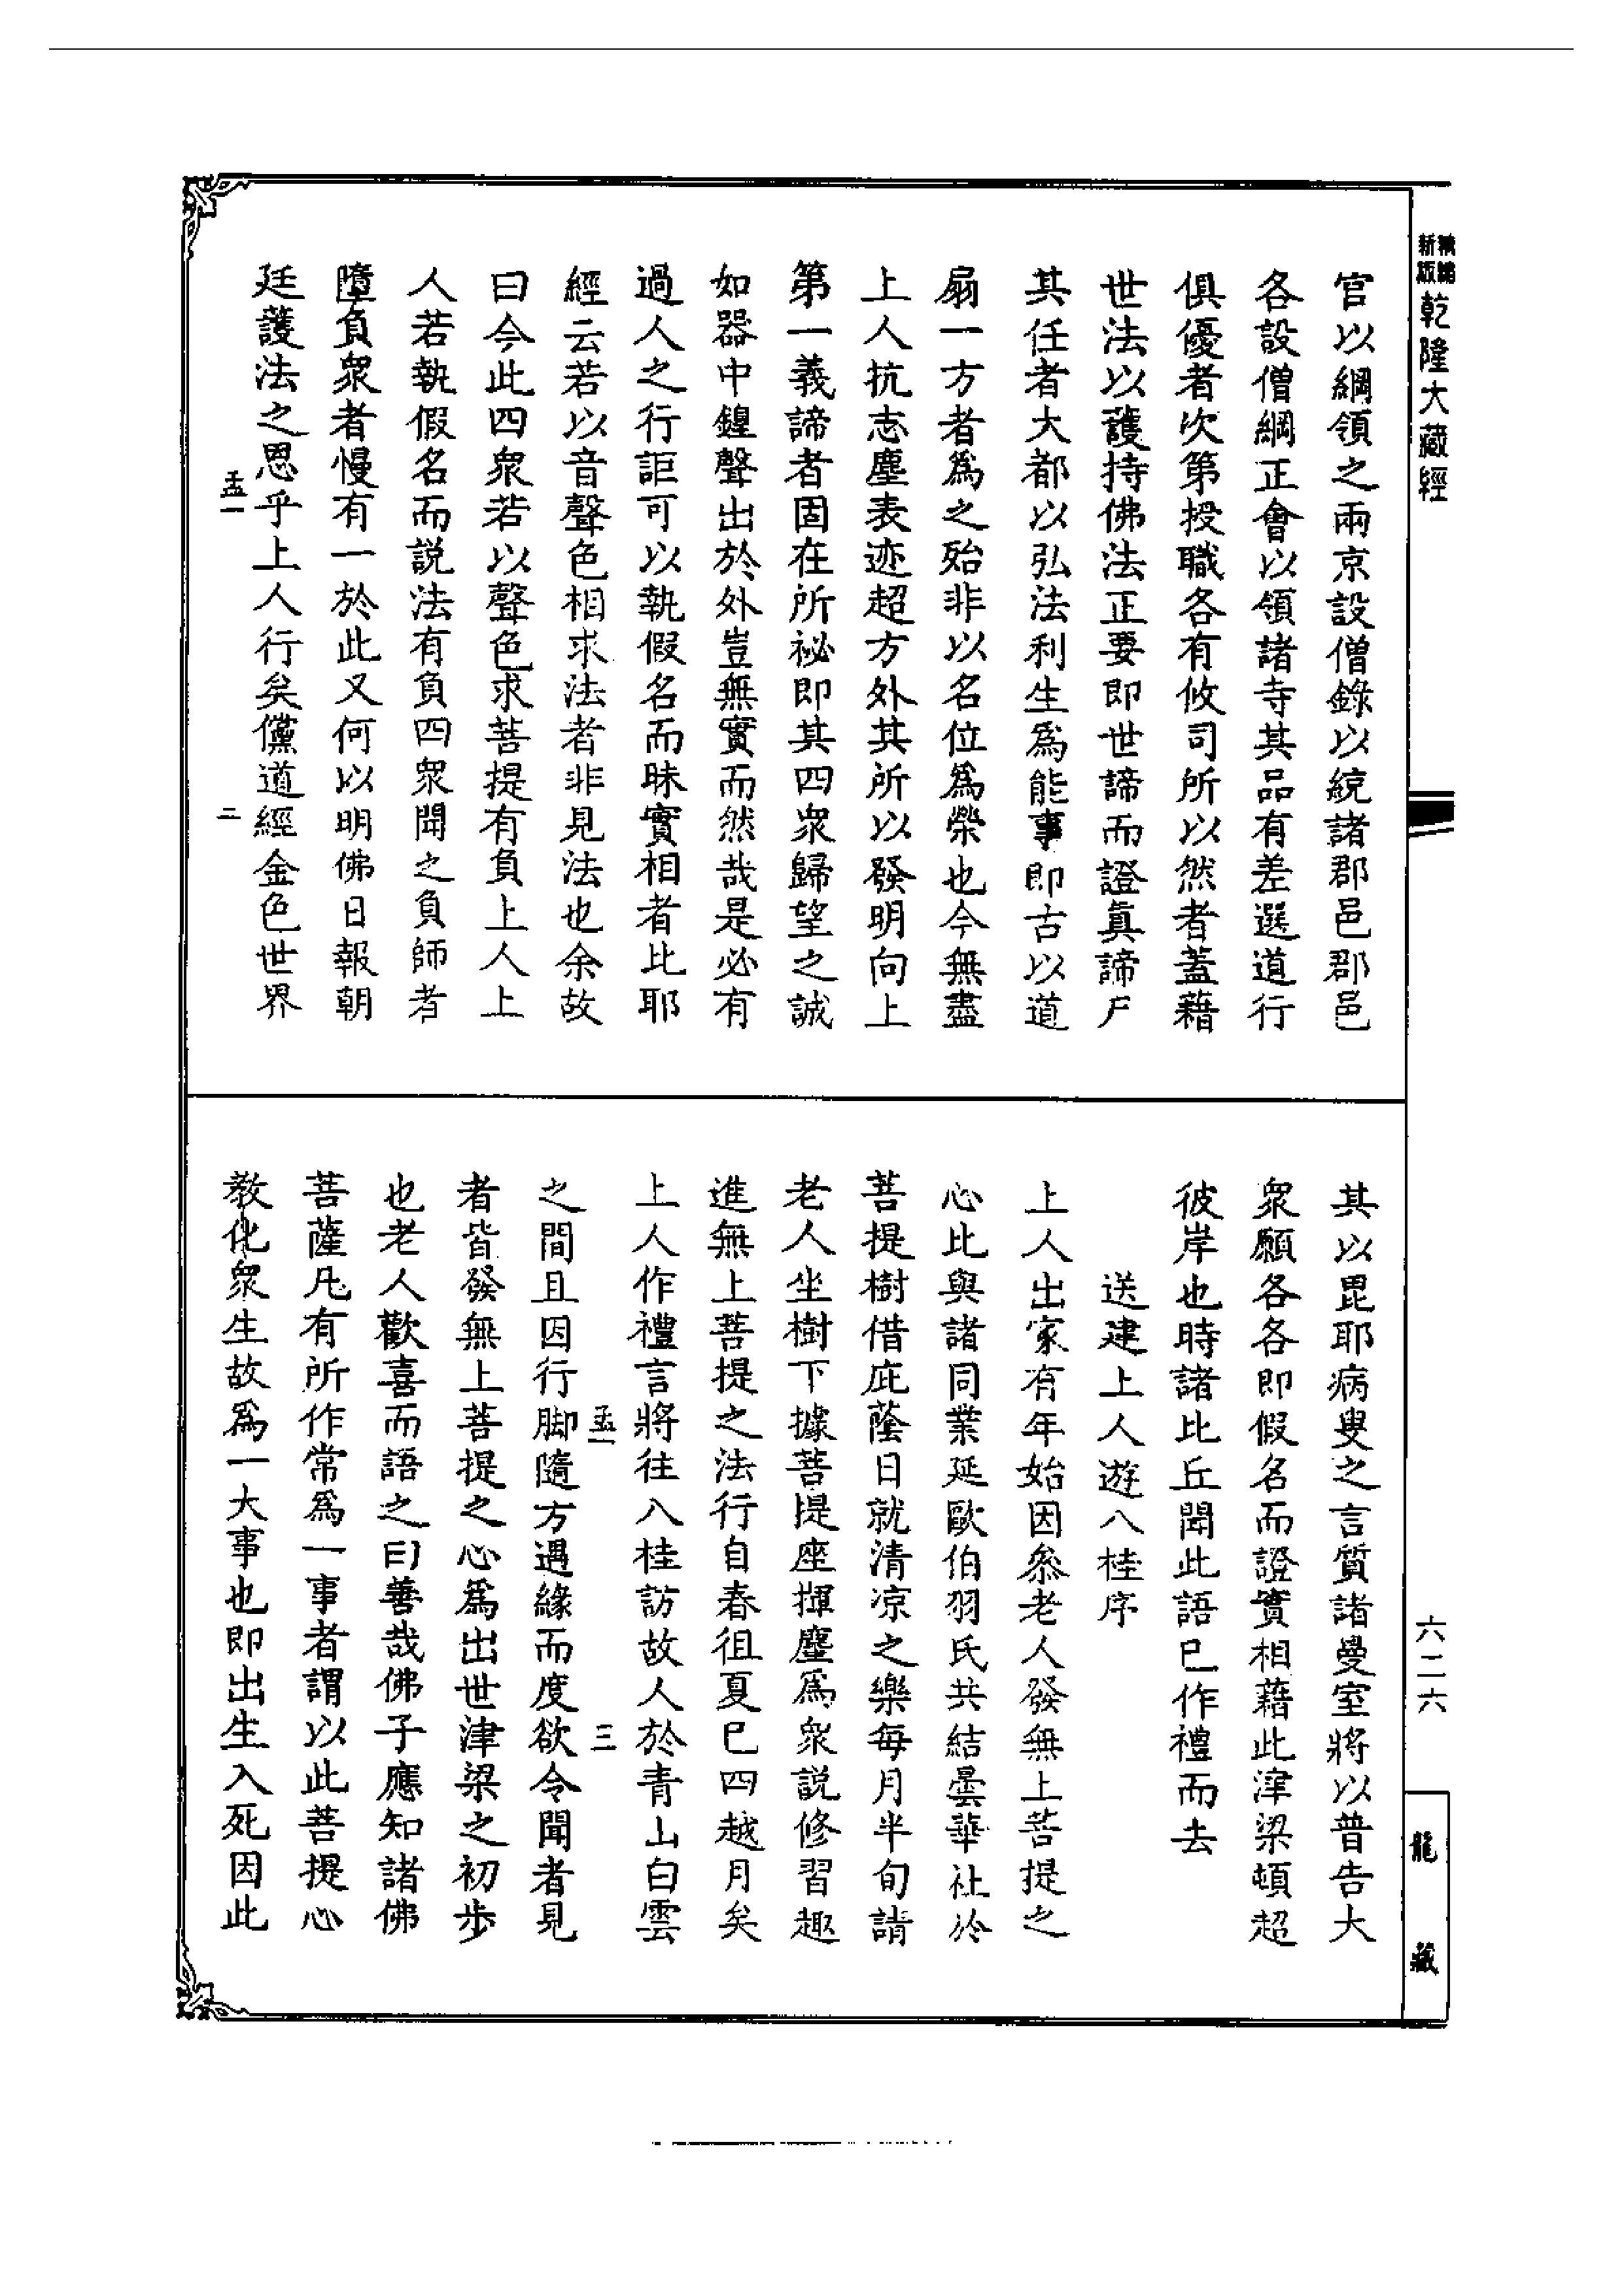 新編
縮版
乾隆大藏經
官以綱領之兩京設僧錄以統諸郡邑郡邑
各設僧綱正會以領諸寺其品有差選道行
俱優者次第授職各有攸司所以然者蓋藉
世法以護持佛法正要即世諦而證眞諦尸
其任者大都以弘法利生爲能事即古以道
扇一方者爲之殆非以名位爲榮也今無盡
上人抗志塵表迹超方外其所以發明向上
第一義諦者固在所祕即其四衆歸望之誠
如器中鍠聲出於外豈無實而然哉是必有
過人之行詎可以執假名而昧實相者比耶
經云若以音聲色相求法者非見法也余故
曰今此四衆若以聲色求菩提有負上人上
人若執假名而説法有負四衆聞之負師者
墮負衆者慢有一於此又何以明佛日報朝
廷護法之恩乎上人行矣儻道經金色世界
孟一
二
其以毘耶病叟之言質諸曼室將以普告大
衆願各各即假名而證實相藉此津梁頓超
彼岸也時諸比丘聞此語已作禮而去
送建上人遊八桂序
上人出家有年始因叅老人發無上菩提之
心此與諸同業延歐伯羽氏共結曇華社於
菩提樹借庇蔭日就清凉之樂每月半旬請
老人坐樹下據菩提座揮麈爲衆説修習趣
進無上菩提之法行自春徂夏已四越月矣
上人作禮言將往八桂訪故人於青山白雲
孟一
三
之間且因行脚隨方遇緣而度欲令聞者見
者皆發無上菩提之心爲出世津梁之初步
也老人歡喜而語之曰善哉佛子應知諸佛
菩薩凡有所作常爲一事者謂以此菩提心
教化衆生故爲一大事也即出生入死因此
六二六
龍
藏